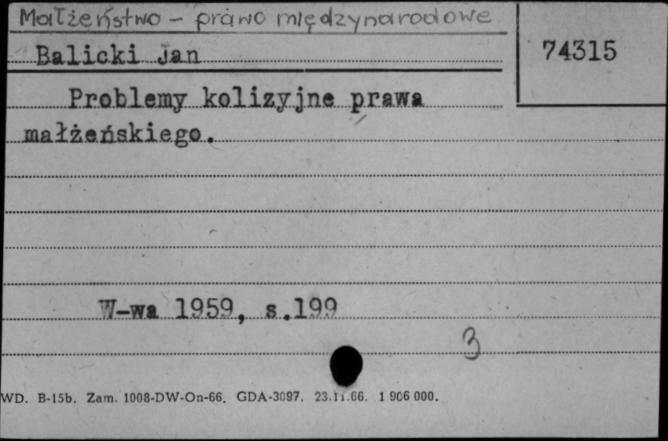 Małżeństwo – prawo międzynarodowe
Balicki Jan
74315
Problemy kolizyjne prawa
małżeńskiego.
W-wa 1959, s.199
3
WD. B-15b. Zam. 1008-DW-On-66. GDA-3097. 23.11.66. 1 906 000.